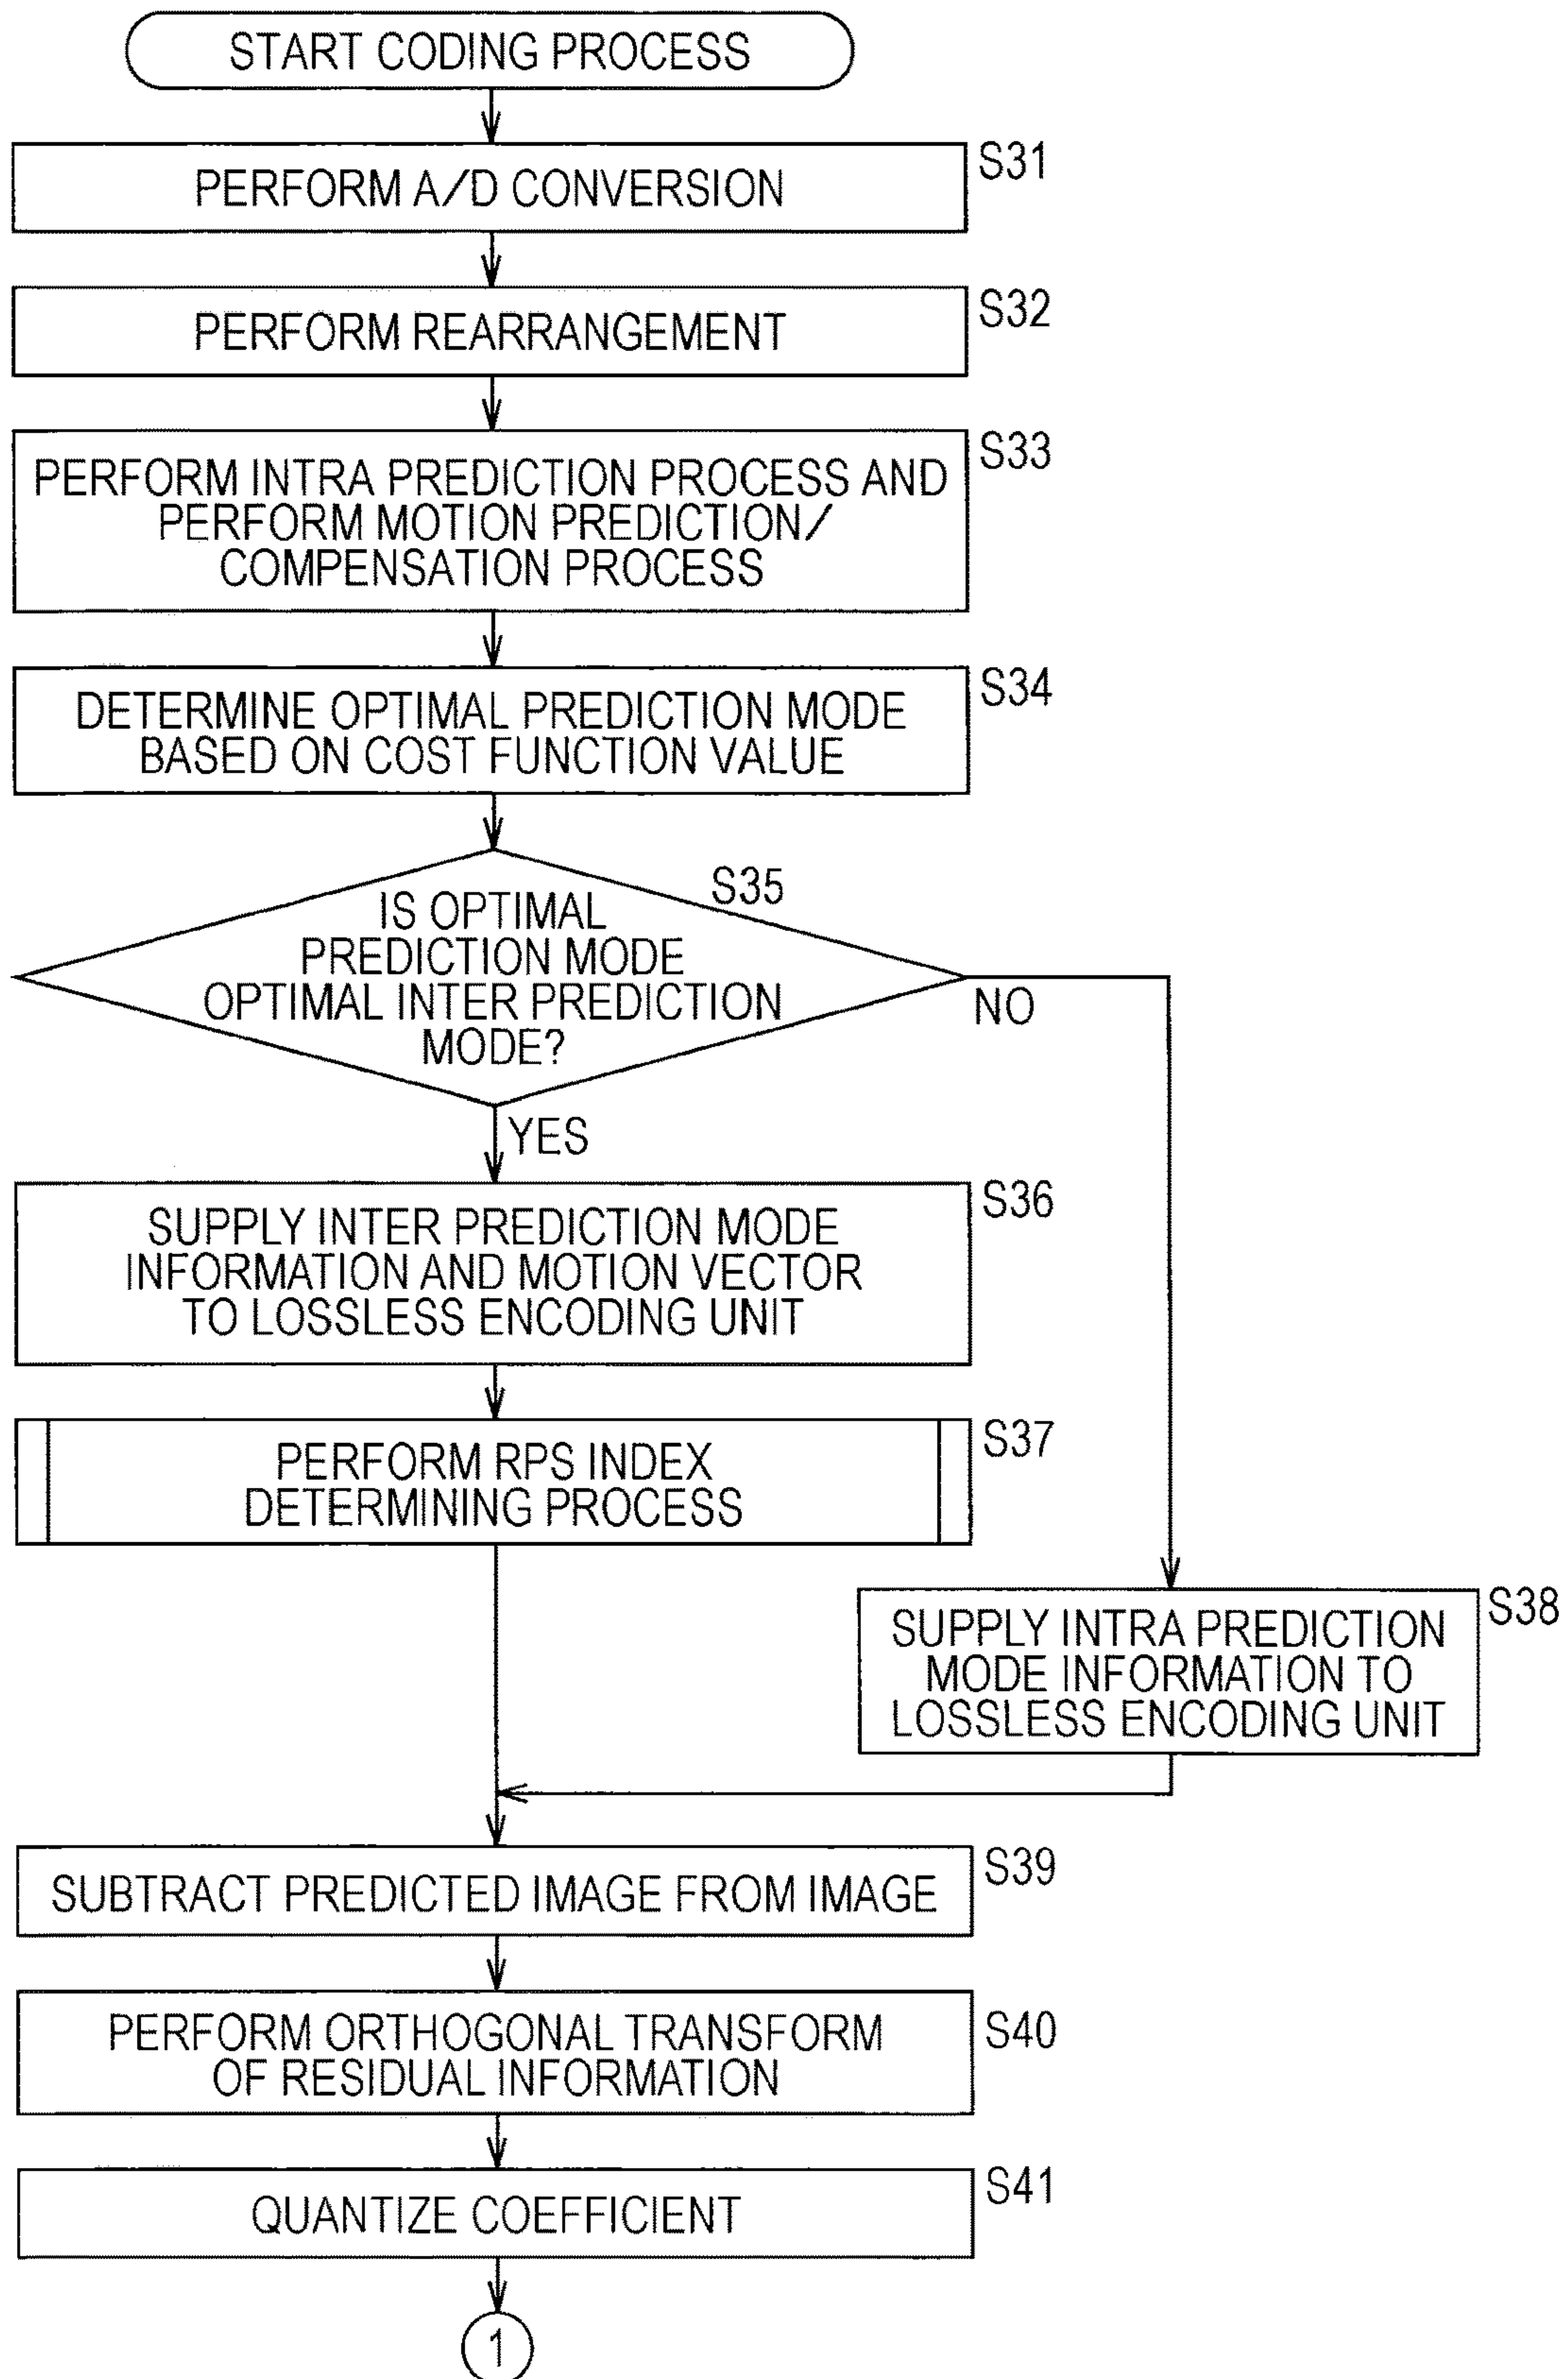 START CODING PROCESS
S31
PERFORM A/D CONVERSION
S32
PERFORM REARRANGEMENT
S33
PERFORM INTRA PREDICTION PROCESS AND
PERFORM MOTION PREDICTION/
COMPENSATION PROCESS
S34
DETERMINE OPTIMAL PREDICTION MODE
BASED ON COST FUNCTION VALUE
S35
IS OPTIMAL
PREDICTION MODE
OPTIMAL INTER PREDICTION
MODE?
NO
YES
S36
SUPPLY INTER PREDICTION MODE
INFORMATION AND MOTION VECTOR
TO LOSSLESS ENCODING UNIT
S37
PERFORM RPS INDEX
DETERMINING PROCESS
S38
SUPPLY INTRA PREDICTION
MODE INFORMATION TO
LOSSLESS ENCODING UNIT
S39
SUBTRACT PREDICTED IMAGE FROM IMAGE
S40
PERFORM ORTHOGONAL TRANSFORM
OF RESIDUAL INFORMATION
S41
QUANTIZE COEFFICIENT
1